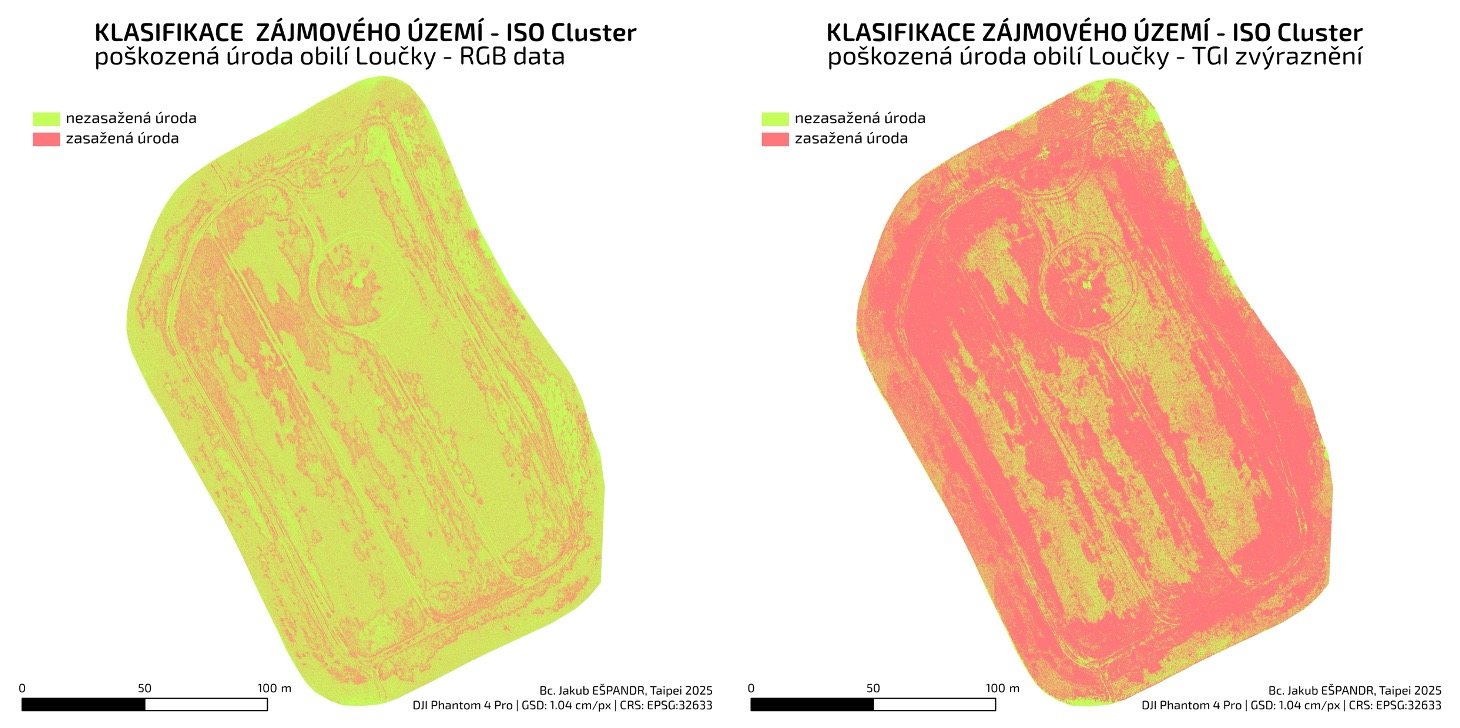 KLASIFIKACE ZÁJMOVÉHO ÚZEMÍ - ISO Cluster
poškozená úroda obilí Loučky - RGB data
nezasažená úroda
zasažená úroda
0 50 100 m
Bc. Jakub EŠPANDR, Taipei 2025
DJI Phantom 4 Pro | GSD: 1.04 cm/px | CRS: EPSG:32633
KLASIFIKACE ZÁJMOVÉHO ÚZEMÍ - ISO Cluster
poškozená úroda obilí Loučky - TGI zvýraznění
nezasažená úroda
zasažená úroda
0 50 100 m
Bc. Jakub EŠPANDR, Taipei 2025
DJI Phantom 4 Pro | GSD: 1.04 cm/px | CRS: EPSG:32633